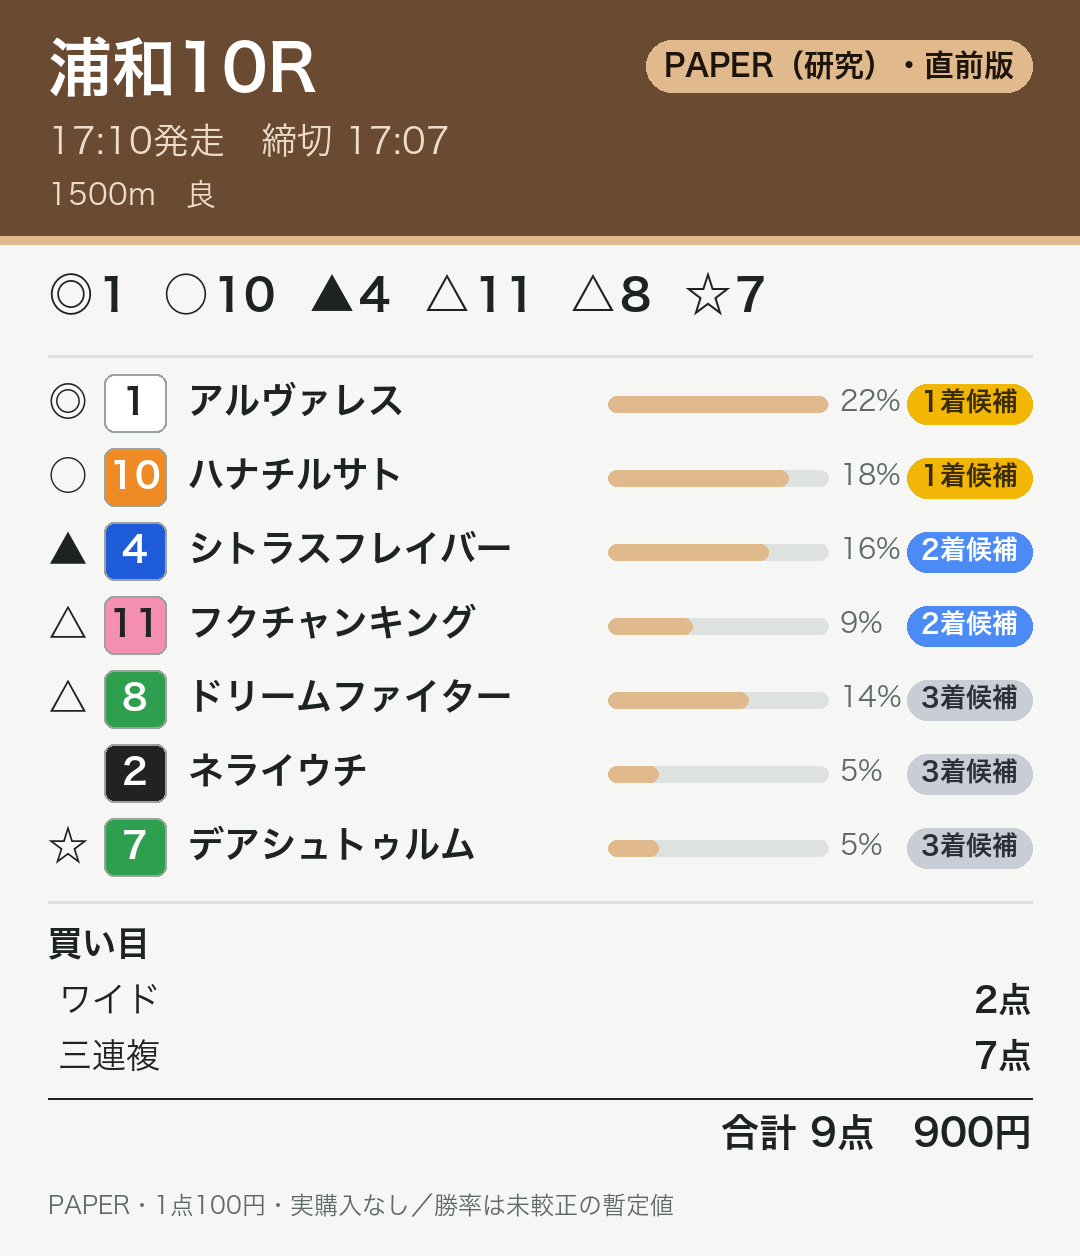 浦和10R
PAPER（研究）・直前版
17:10発走　締切 17:07
1500m　良
◎1 ○10 ▲4 △11 △8 ☆7
◎ 1 アルヴァレス 22% 1着候補
○ 10 ハナチルサト 18% 1着候補
▲ 4 シトラスフレイバー 16% 2着候補
△ 11 フクチャンキング 9% 2着候補
△ 8 ドリームファイター 14% 3着候補
2 ネライウチ 5% 3着候補
☆ 7 デアシュトゥルム 5% 3着候補
買い目
ワイド 2点
三連複 7点
合計 9点　900円
PAPER・1点100円・実購入なし／勝率は未較正の暫定値